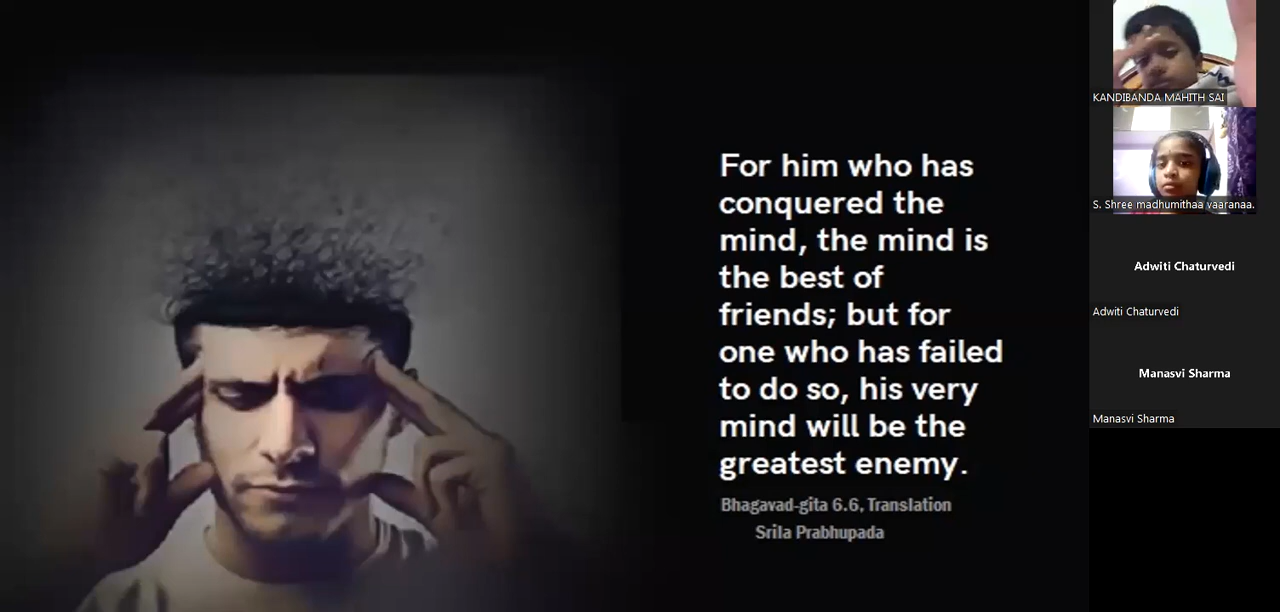 For him who has
conquered the
mind, the mind is
the best of
friends; but for
one who has failed
to do so, his very
mind will be the
greatest enemy.
Bhagavad-gita 6.6, Translation
Srila Prabhupada
KANDIBANDA MAHITH SAI
S. Shree madhumithaa vaaranaa.
Adwiti Chaturvedi
Adwiti Chaturvedi
Manasvi Sharma
Manasvi Sharma